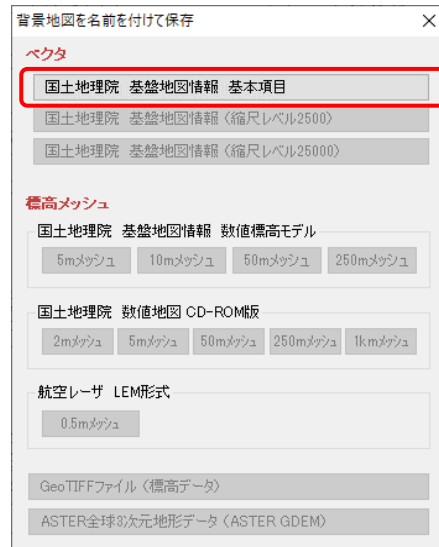 背景地図を名前を付けて保存
ベクタ
国土地理院 基盤地図情報 基本項目
国土地理院 基盤地図情報（縮尺レベル2500）
国土地理院 基盤地図情報（縮尺レベル25000）
標高メッシュ
国土地理院 基盤地図情報 数値標高モデル
5mメッシュ 10mメッシュ 50mメッシュ 250mメッシュ
国土地理院 数値地図 CD-ROM版
2mメッシュ 5mメッシュ 50mメッシュ 250mメッシュ 1kmメッシュ
航空レーザ LEM形式
0.5mメッシュ
GeoTIFFファイル（標高データ）
ASTER全球3次元地形データ（ASTER GDEM）